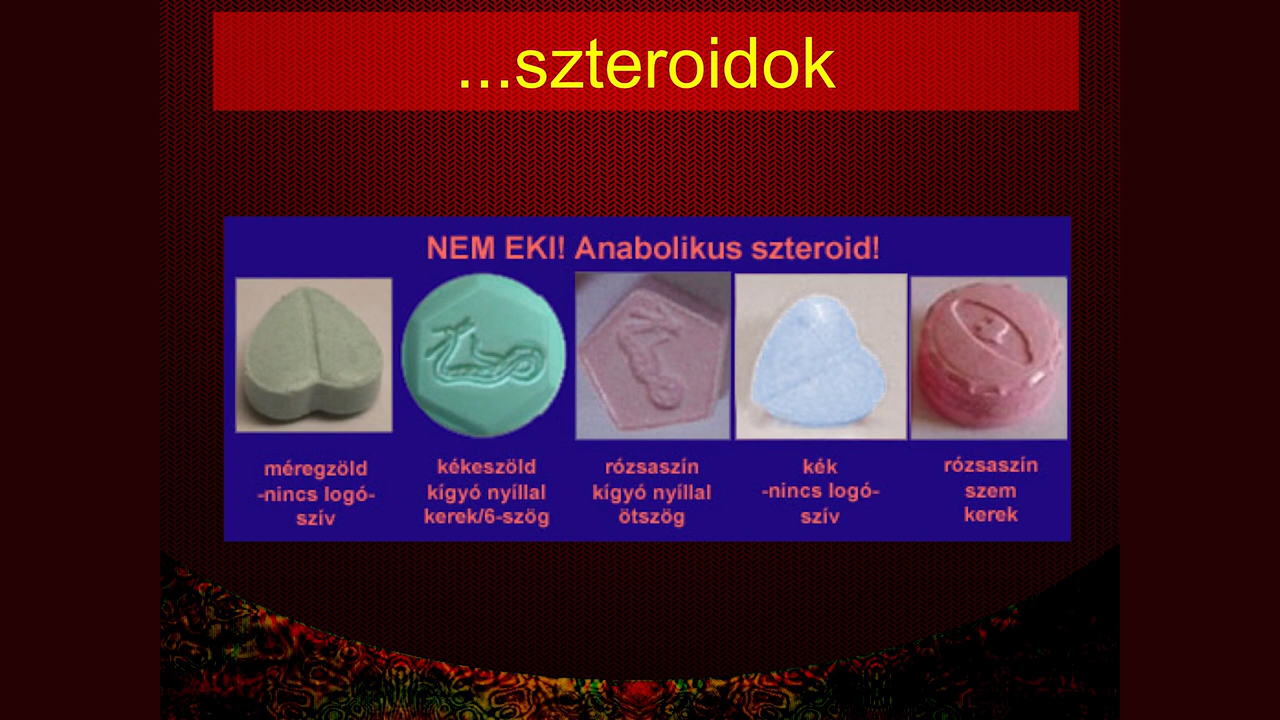 ...szteroidok
NEM EKI! Anabolikus szteroid!
méregzöld
-nincs logó-
szív
kékeszöld
kígyó nyíllal
kerek/6-szög
rózsaszín
kígyó nyíllal
ötszög
kék
-nincs logó-
szív
rózsaszín
szem
kerek